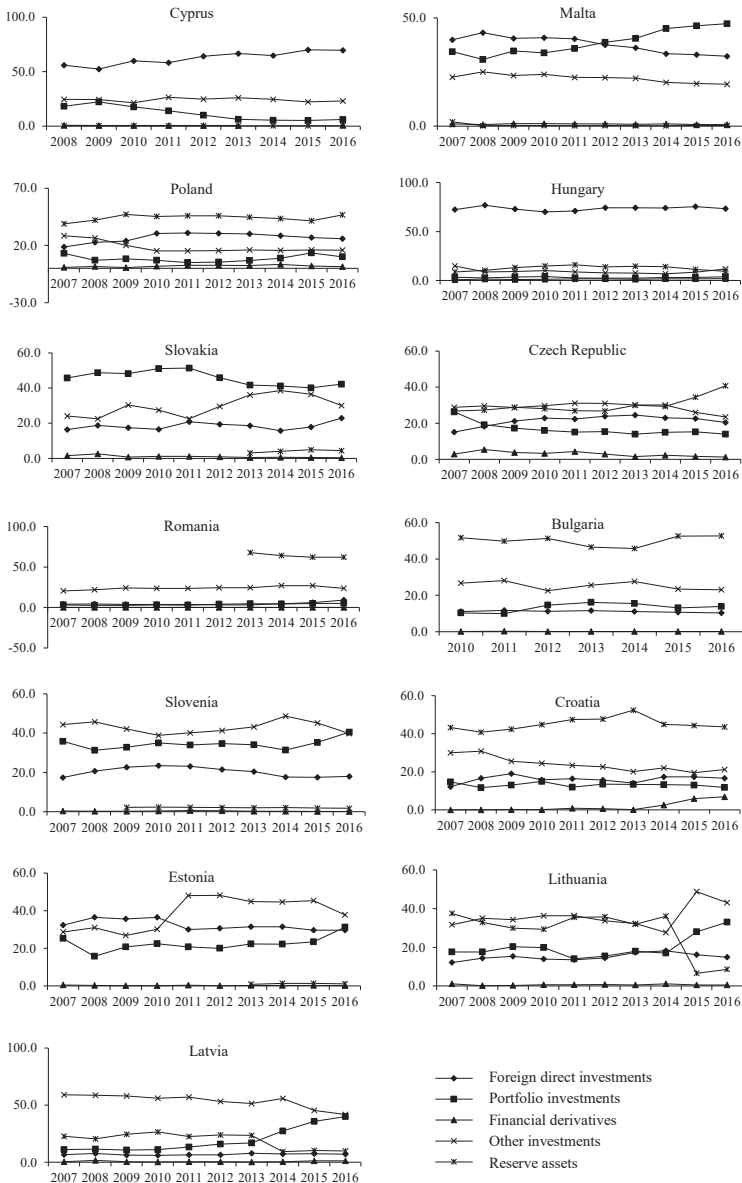 Cyprus
100.0
50.0
0.0
2008 2009 2010 2011 2012 2013 2014 2015 2016
Malta
50.0
0.0
2007 2008 2009 2010 2011 2012 2013 2014 2015 2016
Poland
70.0
20.0
-30.0
2007 2008 2009 2010 2011 2012 2013 2014 2015 2016
Hungary
100.0
50.0
0.0
2007 2008 2009 2010 2011 2012 2013 2014 2015 2016
Slovakia
60.0
40.0
20.0
0.0
2007 2008 2009 2010 2011 2012 2013 2014 2015 2016
Czech Republic
60.0
40.0
20.0
0.0
2007 2008 2009 2010 2011 2012 2013 2014 2015 2016
Romania
100.0
50.0
0.0
-50.0
2007 2008 2009 2010 2011 2012 2013 2014 2015 2016
Bulgaria
60.0
40.0
20.0
0.0
2010 2011 2012 2013 2014 2015 2016
Slovenia
60.0
40.0
20.0
0.0
2007 2008 2009 2010 2011 2012 2013 2014 2015 2016
Croatia
60.0
40.0
20.0
0.0
2007 2008 2009 2010 2011 2012 2013 2014 2015 2016
Estonia
60.0
40.0
20.0
0.0
2007 2008 2009 2010 2011 2012 2013 2014 2015 2016
Lithuania
60.0
40.0
20.0
0.0
2007 2008 2009 2010 2011 2012 2013 2014 2015 2016
Latvia
100.0
50.0
0.0
2007 2008 2009 2010 2011 2012 2013 2014 2015 2016
Foreign direct investments
Portfolio investments
Financial derivatives
Other investments
Reserve assets